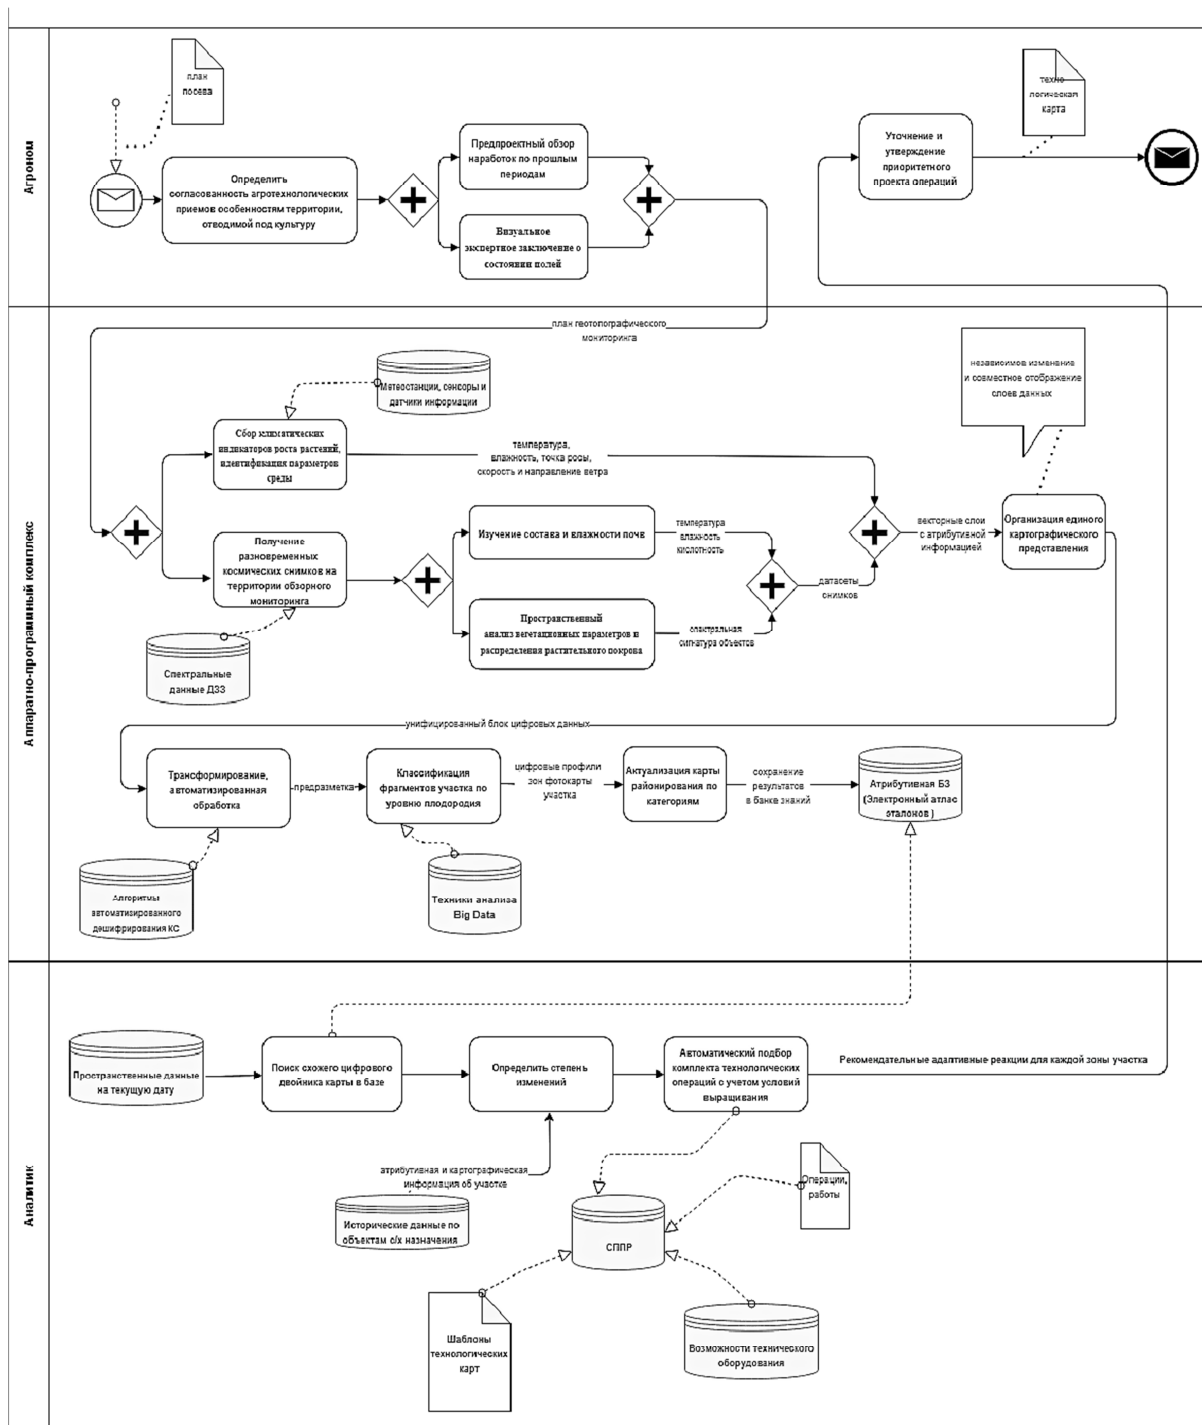 Агроном
план
посева
Определить
согласованность агротехнологических
приемов особенностям территории,
отводимой под культуру
Предпроектный обзор
наработок по прошлым
периодам
Визуальное
экспертное заключение о
состоянии полей
Уточнение и
утверждение
приоритетного
проекта операций
техно
логическая
карта
Аппаратно-программный комплекс
план геотопографического
мониторинга
Метеостанции, сенсоры и
датчики информации
Сбор климатических
индикаторов роста растений,
идентификация параметров
среды
температура,
влажность, точка росы,
скорость и направление ветра
независимое изменение
и совместное отображение
слоев данных
Получение
разновременных
космических снимков на
территории обзорного
мониторинга
Изучение состава и влажности почв
температура
влажность
кислотность
Пространственный
анализ вегетационных параметров и
распределения растительного покрова
спектральная
сигнатура объектов
датасеты
снимков
векторные слои
с атрибутивной
информацией
Организация единого
картографического
представления
Спектральные
данные ДЗЗ
унифицированный блок цифровых данных
Трансформирование,
автоматизированная
обработка
предразметка
Классификация
фрагментов участка по
уровню плодородия
цифровые профили
зон фотокарты
участка
Актуализация карты
районирования по
категориям
сохранение
результатов
в банке знаний
Атрибутивная БЗ
(Электронный атлас
эталонов )
Алгоритмы
автоматизированного
дешифрирования КС
Техники анализа
Big Data
Аналитик
Пространственные данные
на текущую дату
Поиск схожего цифрового
двойника карты в базе
Определить степень
изменений
Автоматический подбор
комплекта технологических
операций с учетом условий
выращивания
Рекомендательные адаптивные реакции для каждой зоны участка
атрибутивная и картографическая
информация об участке
Исторические данные по
объектам с/х назначения
СППР
Операции,
работы
Шаблоны
технологических
карт
Возможности технического
оборудования